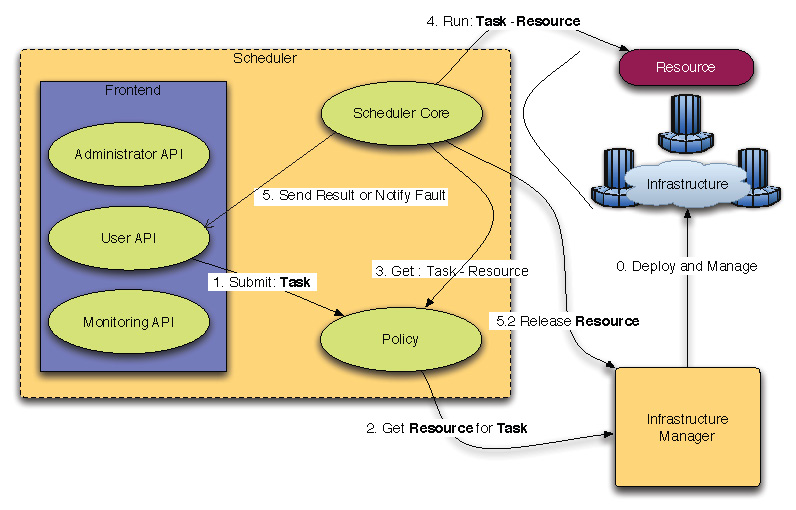 4. Run: Task - Resource
Scheduler
Resource
Frontend
Scheduler Core
Administrator API
Infrastructure
5. Send Result or Notify Fault
User API
0. Deploy and Manage
3. Get : Task - Resource
1. Submit: Task
Monitoring API
5.2 Release Resource
Policy
2. Get Resource for Task
Infrastructure
Manager